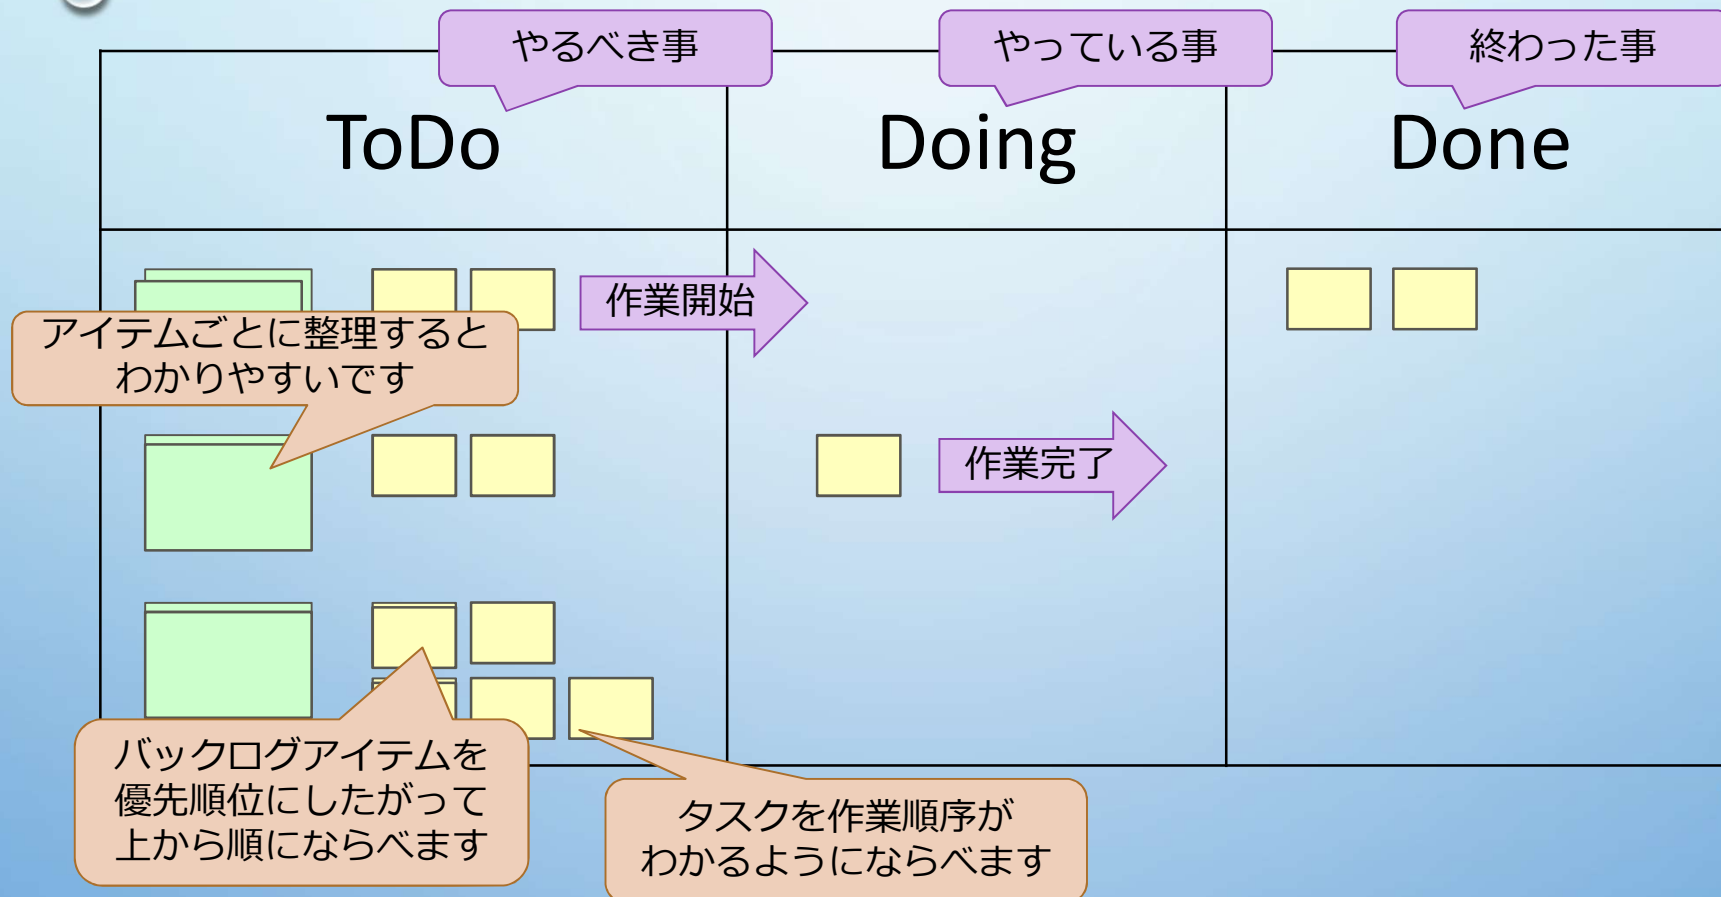 やるべき事
やっている事
終わった事
ToDo
Doing
Done
作業開始
アイテムごとに整理すると
わかりやすいです
作業完了
バックログアイテムを
優先順位にしたがって
上から順にならべます
タスクを作業順序が
わかるようにならべます